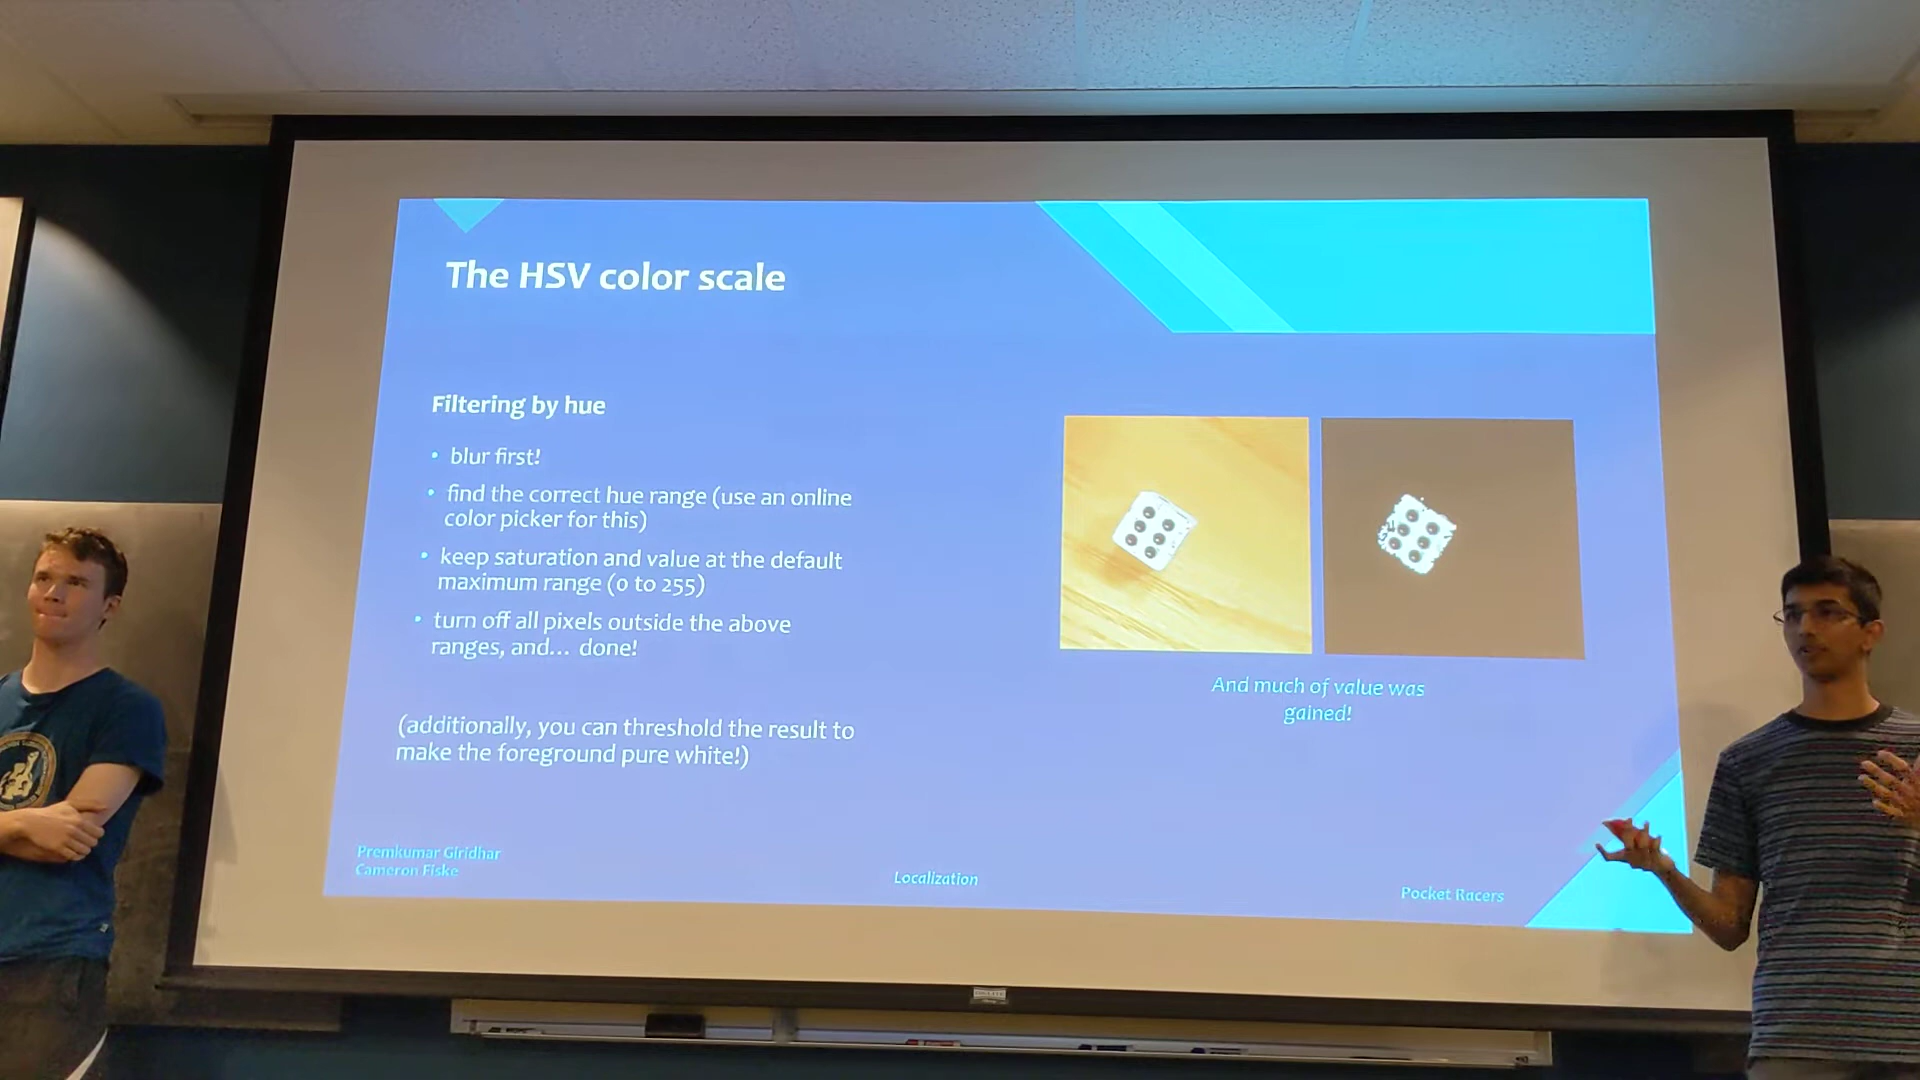 The HSV color scale
Filtering by hue
• blur first!
• find the correct hue range (use an online
color picker for this)
• keep saturation and value at the default
maximum range (0 to 255)
• turn off all pixels outside the above
ranges, and... done!
(additionally, you can threshold the result to
make the foreground pure white!)
And much of value was
gained!
Premkumar Giridhar
Cameron Fiske
Localization
Pocket Racers